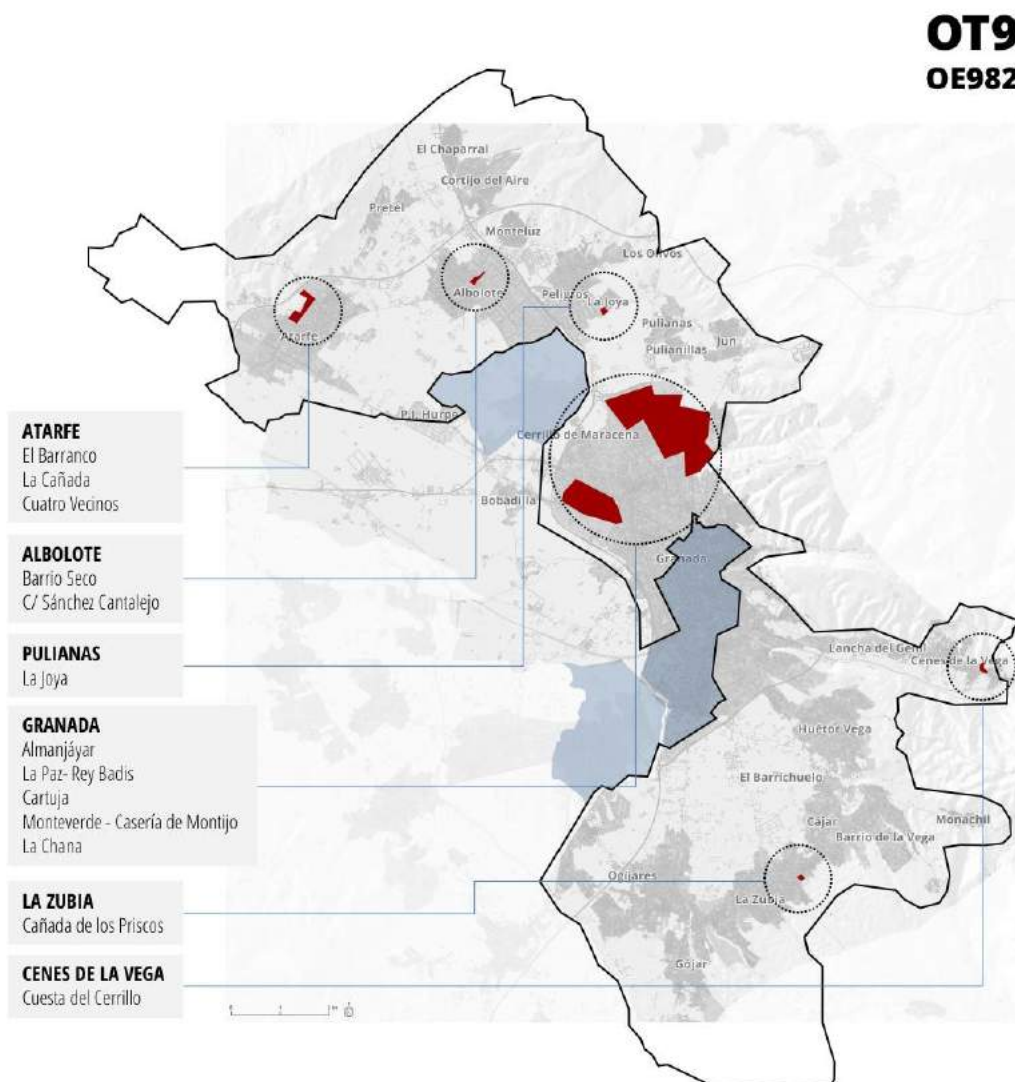 OT9
OE982
El Chaparral
Cortijo del Aire
Pretel
Monteluz
Los Olivos
Albolote
Peligros
La Joya
Pulianas
Jun
Pulianillas
Atarfe
P.I. Hurpe
Cerrillo de Maracena
Bobadilla
Granada
Lancha del Genil
Cenes de la Vega
Huétor Vega
El Barrichuelo
Cájar
Monachil
Barrio de la Vega
Ogíjares
La Zubia
Gójar
ATARFE
El Barranco
La Cañada
Cuatro Vecinos
ALBOLOTE
Barrio Seco
C/ Sánchez Cantalejo
PULIANAS
La Joya
GRANADA
Almanjáyar
La Paz- Rey Badis
Cartuja
Monteverde - Casería de Montijo
La Chana
LA ZUBIA
Cañada de los Priscos
CENES DE LA VEGA
Cuesta del Cerrillo